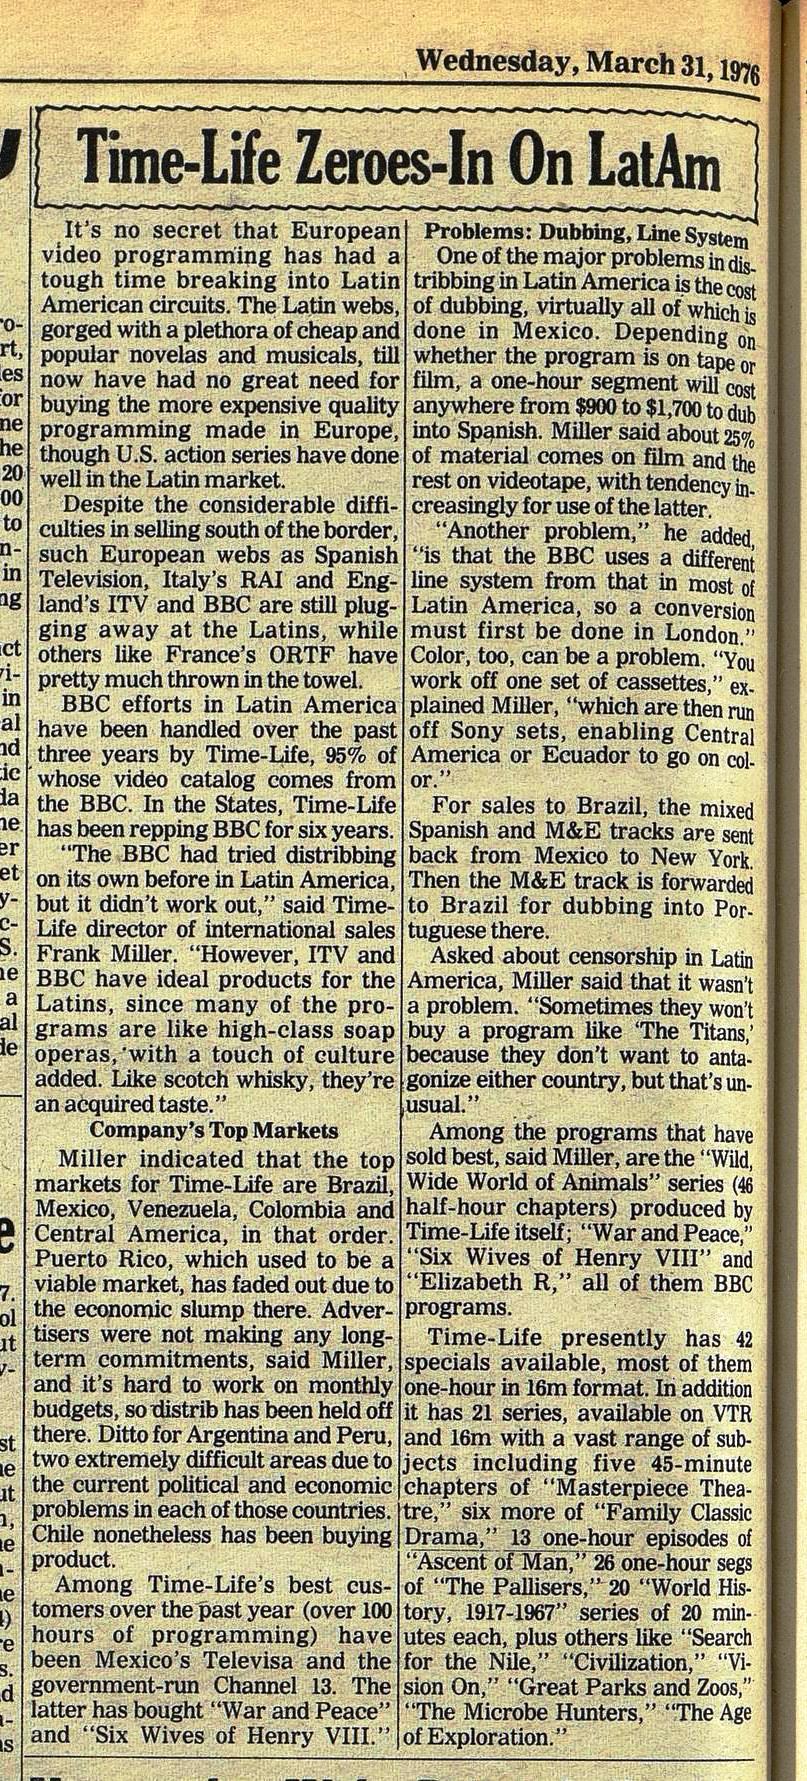 Wednesday, March 31, 1976
Time-Life Zeroes-In On LatAm
It's no secret that European
video programming has had a
tough time breaking into Latin
American circuits. The Latin webs,
gorged with a plethora of cheap and
popular novelas and musicals, till
now have had no great need for
buying the more expensive quality
programming made in Europe,
though U.S. action series have done
well in the Latin market.
Despite the considerable diffi-
culties in selling south of the border,
such European webs as Spanish
Television, Italy's RAI and Eng-
land's ITV and BBC are still plug-
ging away at the Latins, while
others like France's ORTF have
pretty much thrown in the towel.
BBC efforts in Latin America
have been handled over the past
three years by Time-Life, 95% of
whose video catalog comes from
the BBC. In the States, Time-Life
has been repping BBC for six years.
"The BBC had tried distribbing
on its own before in Latin America,
but it didn't work out," said Time-
Life director of international sales
Frank Miller. "However, ITV and
BBC have ideal products for the
Latins, since many of the pro-
grams are like high-class soap
operas, with a touch of culture
added. Like scotch whisky, they're
an acquired taste."
Company's Top Markets
Miller indicated that the top
markets for Time-Life are Brazil,
Mexico, Venezuela, Colombia and
Central America, in that order.
Puerto Rico, which used to be a
viable market, has faded out due to
the economic slump there. Adver-
tisers were not making any long-
term commitments, said Miller,
and it's hard to work on monthly
budgets, so distrib has been held off
there. Ditto for Argentina and Peru,
two extremely difficult areas due to
the current political and economic
problems in each of those countries.
Chile nonetheless has been buying
product.
Among Time-Life's best cus-
tomers over the past year (over 100
hours of programming) have
been Mexico's Televisa and the
government-run Channel 13. The
latter has bought "War and Peace"
and "Six Wives of Henry VIII."
Problems: Dubbing, Line System
One of the major problems in dis-
tribbing in Latin America is the cost
of dubbing, virtually all of which is
done in Mexico. Depending on
whether the program is on tape or
film, a one-hour segment will cost
anywhere from $900 to $1,700 to dub
into Spanish. Miller said about 25%
of material comes on film and the
rest on videotape, with tendency in-
creasingly for use of the latter.
"Another problem," he added,
"is that the BBC uses a different
line system from that in most of
Latin America, so a conversion
must first be done in London."
Color, too, can be a problem. "You
work off one set of cassettes," ex-
plained Miller, "which are then run
off Sony sets, enabling Central
America or Ecuador to go on col-
or."
For sales to Brazil, the mixed
Spanish and M&E tracks are sent
back from Mexico to New York.
Then the M&E track is forwarded
to Brazil for dubbing into Por-
tuguese there.
Asked about censorship in Latin
America, Miller said that it wasn't
a problem. "Sometimes they won't
buy a program like 'The Titans,'
because they don't want to anta-
gonize either country, but that's un-
usual."
Among the programs that have
sold best, said Miller, are the "Wild,
Wide World of Animals" series (46
half-hour chapters) produced by
Time-Life itself; "War and Peace,"
"Six Wives of Henry VIII" and
"Elizabeth R," all of them BBC
programs.
Time-Life presently has 42
specials available, most of them
one-hour in 16m format. In addition
it has 21 series, available on VTR
and 16m with a vast range of sub-
jects including five 45-minute
chapters of "Masterpiece Thea-
tre," six more of "Family Classic
Drama," 13 one-hour episodes of
"Ascent of Man," 26 one-hour segs
of "The Pallisers," 20 "World His-
tory, 1917-1967" series of 20 min-
utes each, plus others like "Search
for the Nile," "Civilization," "Vi-
sion On," "Great Parks and Zoos,"
"The Microbe Hunters," "The Age
of Exploration."